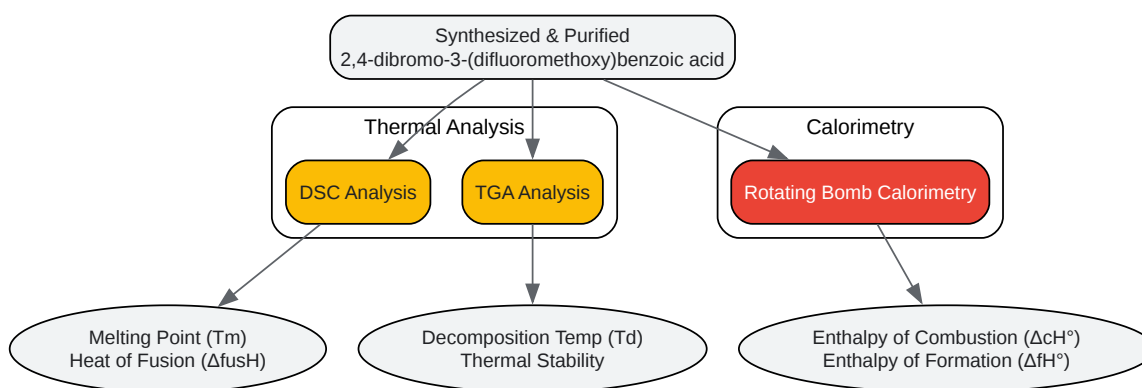 Synthesized & Purified
2,4-dibromo-3-(difluoromethoxy)benzoic acid
Thermal Analysis
Calorimetry
DSC Analysis
TGA Analysis
Rotating Bomb Calorimetry
Melting Point (Tm)
Heat of Fusion (ΔfusH)
Decomposition Temp (Td)
Thermal Stability
Enthalpy of Combustion (ΔcH°)
Enthalpy of Formation (ΔfH°)